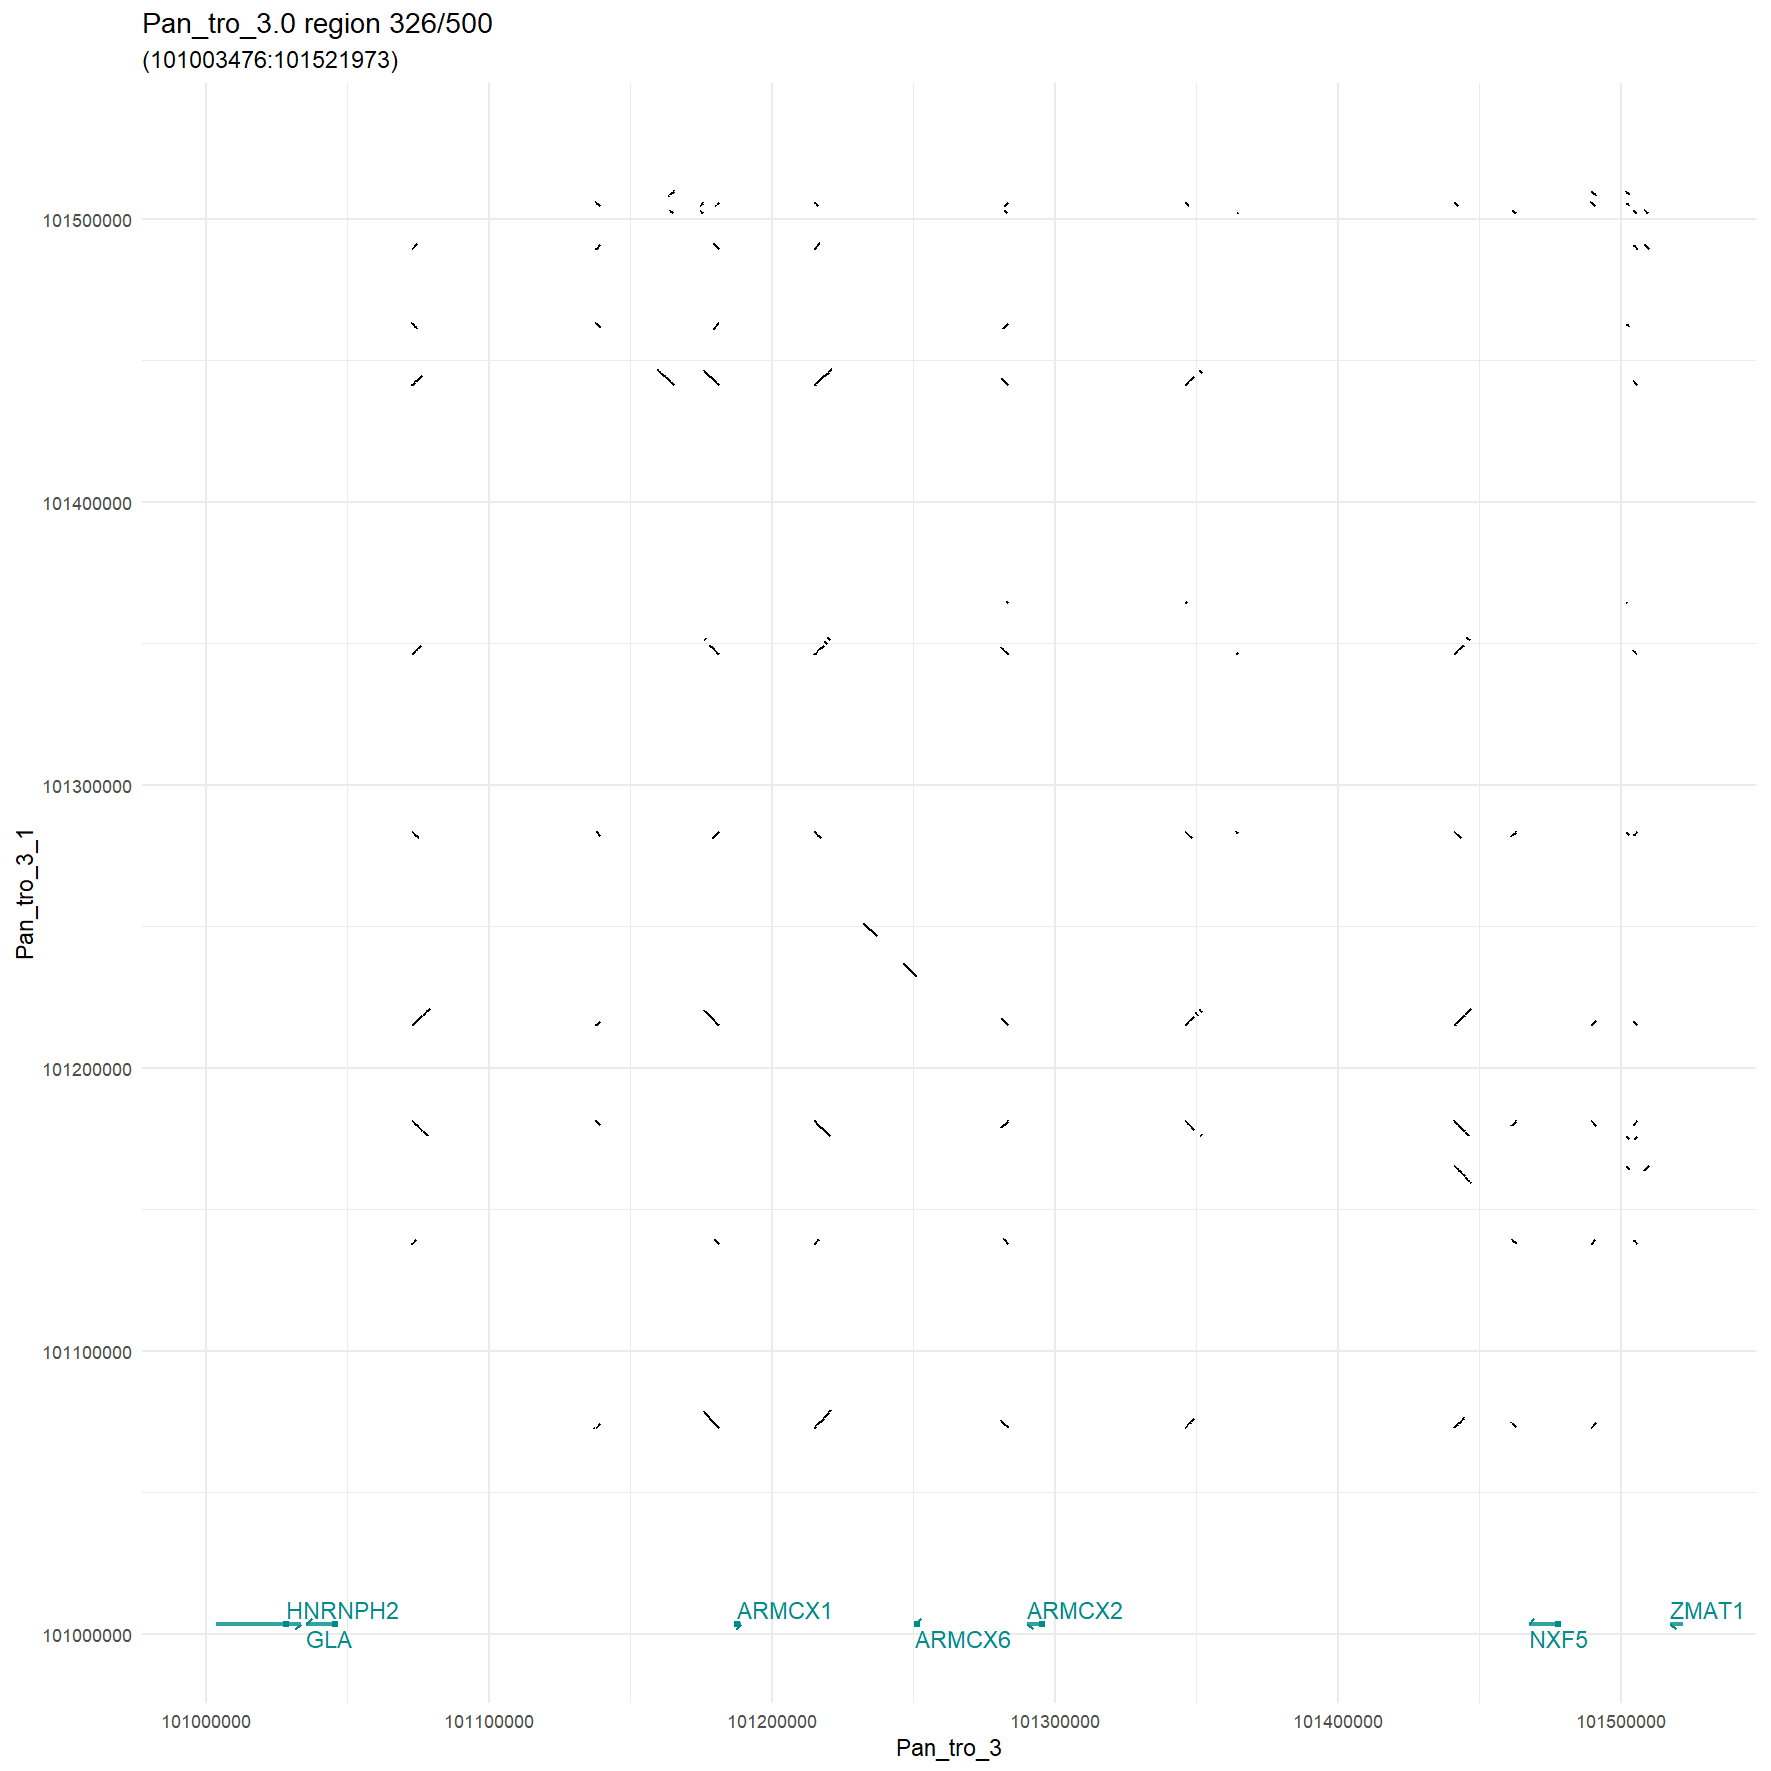 Pan_tro_3.0 region 326/500
(101003476:101521973)
101500000
101400000
101300000
Pan_tro_3_1
101200000
101100000
HNRNPH2
ARMCX1
ARMCX2
ZMAT1
101000000
GLA
ARMCX6
NXF5
101000000
101100000
101200000
101300000
101400000
101500000
Pan_tro_3